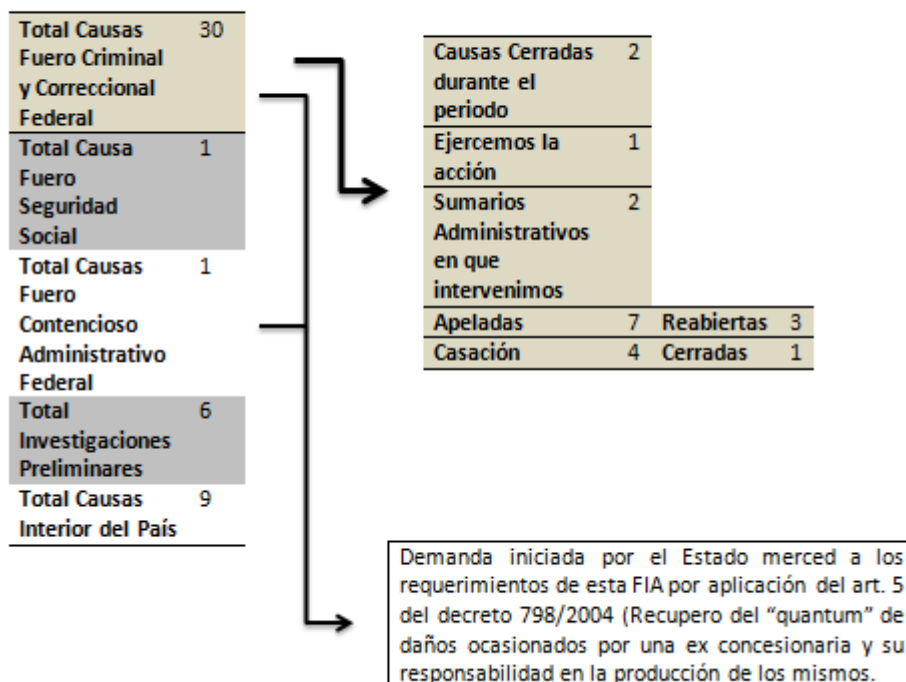 Total Causas 30
Fuero Criminal
y Correccional
Federal
Total Causa 1
Fuero
Seguridad
Social
Total Causas 1
Fuero
Contencioso
Administrativo
Federal
Total 6
Investigaciones
Preliminares
Total Causas 9
Interior del País
Causas Cerradas 2
durante el
periodo
Ejercemos la 1
acción
Sumarios 2
Administrativos
en que
intervenimos
Apeladas 7 Reabiertas 3
Casación 4 Cerradas 1
Demanda iniciada por el Estado merced a los
requerimientos de esta FIA por aplicación del art. 5
del decreto 798/2004 (Recupero del “quantum” de
daños ocasionados por una ex concesionaria y su
responsabilidad en la producción de los mismos.